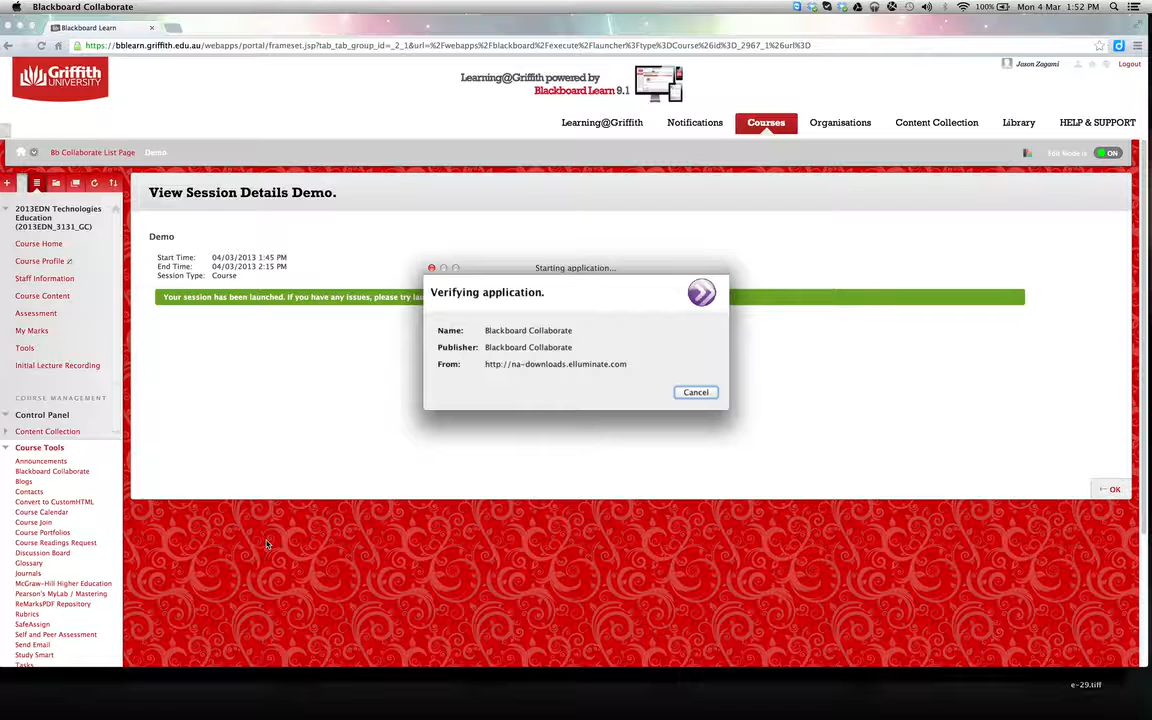 Blackboard Collaborate
100%
Mon 4 Mar 1:52 PM
Blackboard Learn
https://bblearn.griffith.edu.au/webapps/portal/frameset.jsp?tab_tab_group_id=_2_1&url=%2Fwebapps%2Fblackboard%2Fexecute%2Flauncher%3Ftype%3DCourse%26id%3D_2967_1%26url%3D
Griffith
UNIVERSITY
Learning@Griffith powered by
Blackboard Learn 9.1
Jason Zagami
Logout
Learning@Griffith
Notifications
Courses
Organisations
Content Collection
Library
HELP & SUPPORT
Bb Collaborate List Page
Demo
Edit Mode is
ON
2013EDN Technologies
Education
(2013EDN_3131_GC)
Course Home
Course Profile
Staff Information
Course Content
Assessment
My Marks
Tools
Initial Lecture Recording
COURSE MANAGEMENT
Control Panel
Content Collection
Course Tools
Announcements
Blackboard Collaborate
Blogs
Contacts
Convert to CustomHTML
Course Calendar
Course Join
Course Portfolios
Course Readings Request
Discussion Board
Glossary
Journals
McGraw-Hill Higher Education
Pearson's MyLab / Mastering
ReMarksPDF Repository
Rubrics
SafeAssign
Self and Peer Assessment
Send Email
Study Smart
Tasks
View Session Details Demo.
Demo
Start Time: 04/03/2013 1:45 PM
End Time: 04/03/2013 2:15 PM
Session Type: Course
Your session has been launched. If you have any issues, please try
Starting application...
Verifying application.
Name: Blackboard Collaborate
Publisher: Blackboard Collaborate
From: http://na-downloads.elluminate.com
Cancel
OK
e-29.tiff